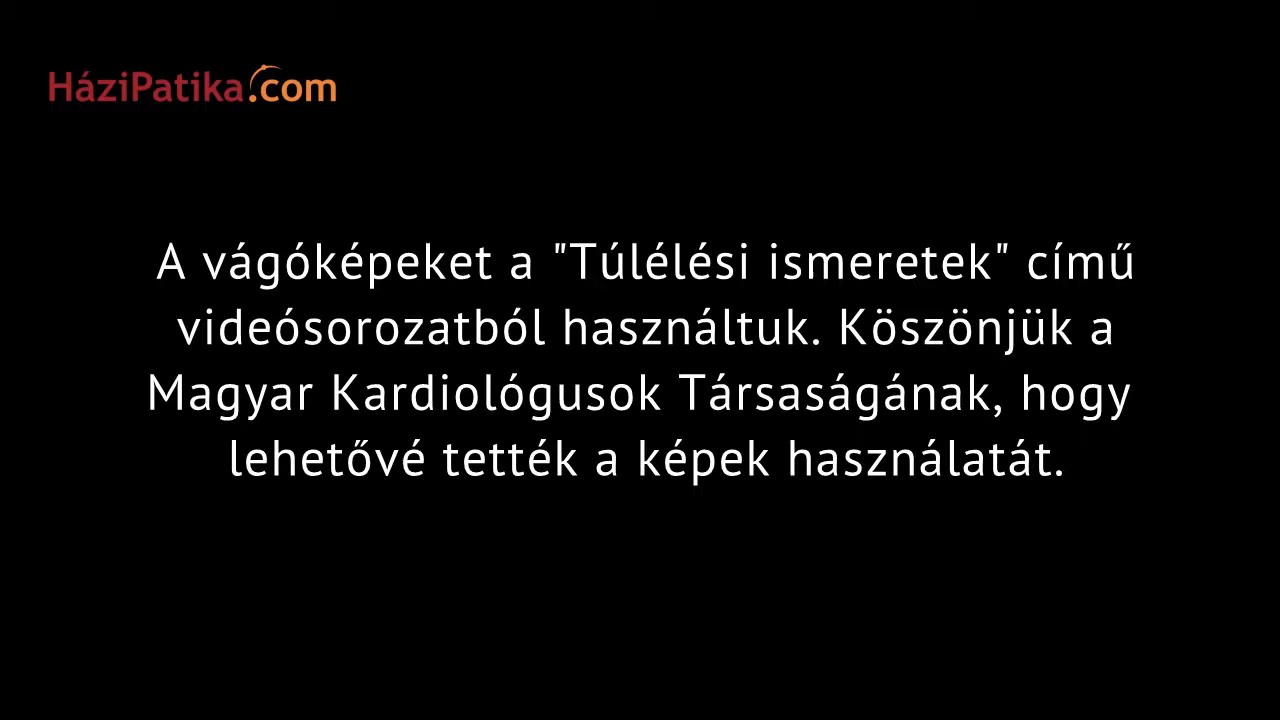 HáziPatika.com
A vágóképeket a "Túlélési ismeretek" című
videósorozatból használtuk. Köszönjük a
Magyar Kardiológusok Társaságának, hogy
lehetővé tették a képek használatát.